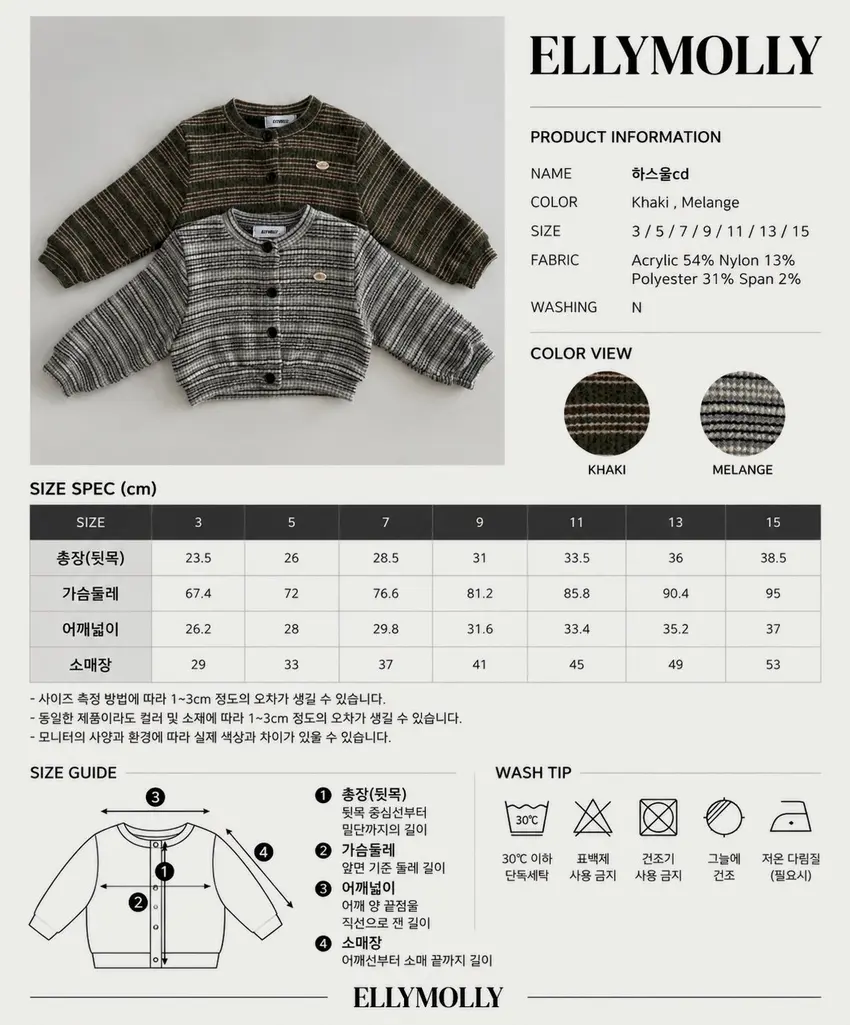 ELLYMOLLY
PRODUCT INFORMATION
NAME 하스울cd
COLOR Khaki , Melange
SIZE 3 / 5 / 7 / 9 / 11 / 13 / 15
FABRIC Acrylic 54% Nylon 13%
Polyester 31% Span 2%
WASHING N
COLOR VIEW
KHAKI MELANGE
ELLYMOLLY
ELLYMOLLY
SIZE SPEC (cm)
SIZE 3 5 7 9 11 13 15
총장(뒷목) 23.5 26 28.5 31 33.5 36 38.5
가슴둘레 67.4 72 76.6 81.2 85.8 90.4 95
어깨넓이 26.2 28 29.8 31.6 33.4 35.2 37
소매장 29 33 37 41 45 49 53
- 사이즈 측정 방법에 따라 1~3cm 정도의 오차가 생길 수 있습니다.
- 동일한 제품이라도 컬러 및 소재에 따라 1~3cm 정도의 오차가 생길 수 있습니다.
- 모니터의 사양과 환경에 따라 실제 색상과 차이가 있을 수 있습니다.
SIZE GUIDE
3
4
1
2
1 총장(뒷목)
뒷목 중심선부터
밑단까지의 길이
2 가슴둘레
앞면 기준 둘레 길이
3 어깨넓이
어깨 양 끝점울
직선으로 잰 길이
4 소매장
어깨선부터 소매 끝까지 길이
WASH TIP
30℃
30℃ 이하
단독세탁
표백제
사용 금지
건조기
사용 금지
그늘에
건조
저온 다림질
(필요시)
ELLYMOLLY